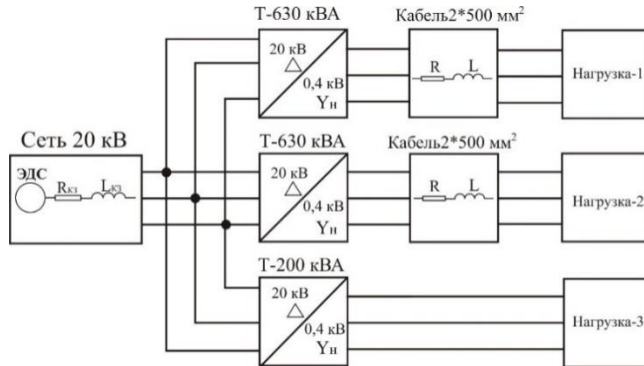 Т-630 кВА
Кабель2*500 мм²
20 кВ
0,4 кВ
Yн
R
L
Нагрузка-1
Сеть 20 кВ
ЭДС
Rкз
Lкз
Т-630 кВА
Кабель2*500 мм²
20 кВ
0,4 кВ
Yн
R
L
Нагрузка-2
Т-200 кВА
20 кВ
0,4 кВ
Yн
Нагрузка-3